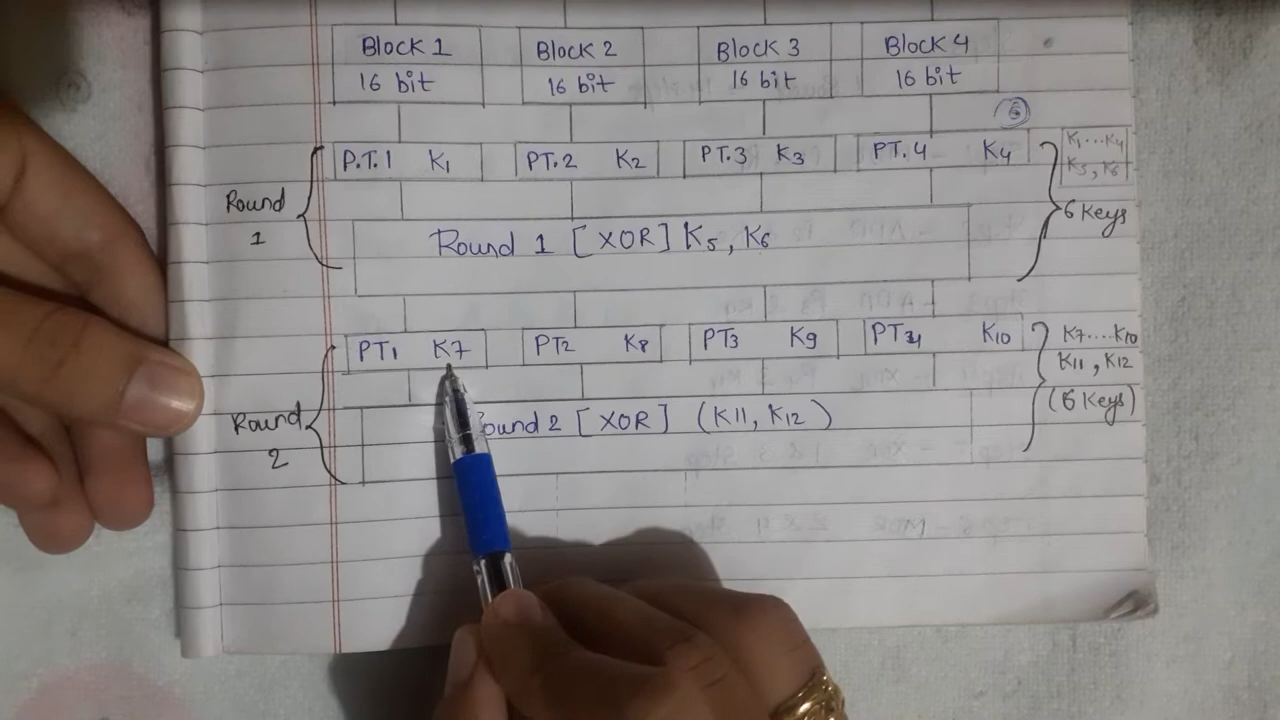 Block 1 Block 2 Block 3 Block 4
16 bit 16 bit 16 bit 16 bit
6
P.T.1 K1 PT.2 K2 PT.3 K3 PT.4 K4
K1...K4
K5, K6
6 Keys
Round
1
Round 1 [XOR] K5, K6
PT1 K7 PT2 K8 PT3 K9 PT4 K10
K7....K10
K11, K12
(6 Keys)
Round
2
Round 2 [XOR] (K11, K12)